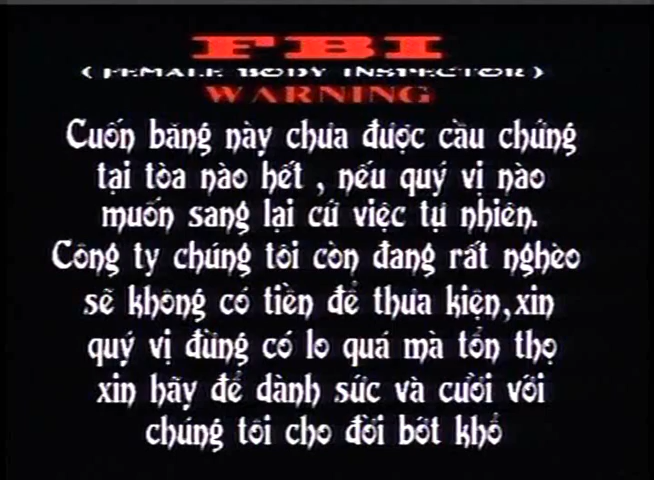 FBI
( FEMALE BODY INSPECTOR )
WARNING
Cuốn băng này chưa được cầu chứng
tại tòa nào hết , nếu quý vị nào
muốn sang lại cứ việc tự nhiên.
Công ty chúng tôi còn đang rất nghèo
sẽ không có tiền để thưa kiện,xin
quý vị đừng có lo quá mà tổn thọ
xin hãy để dành sức và cười với
chúng tôi cho đời bớt khổ